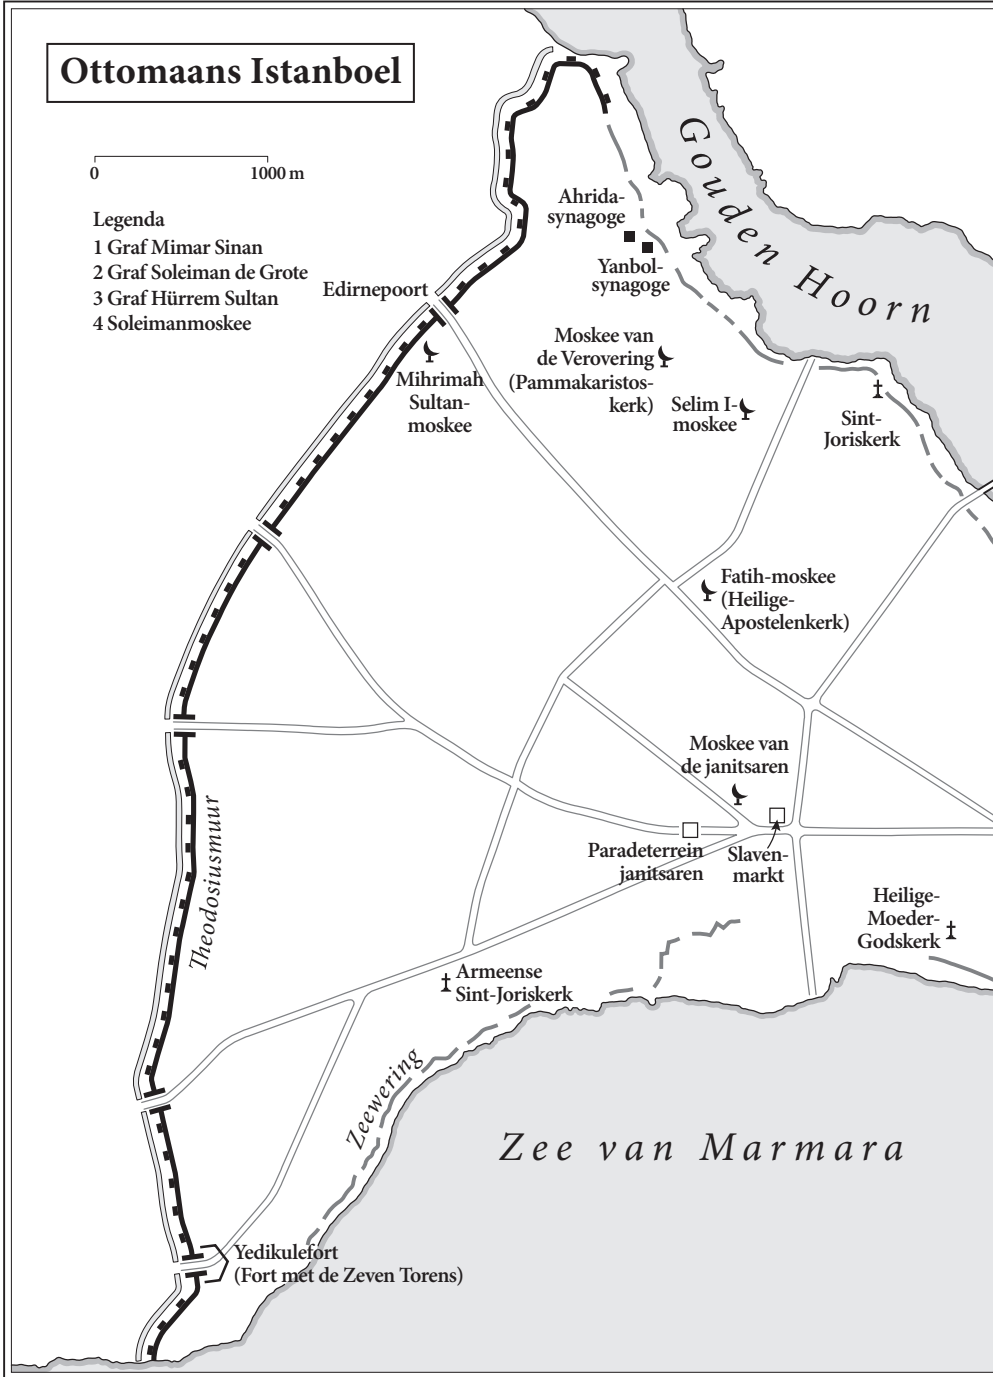 Ottomaans Istanboel
0 1000 m
Legenda
1 Graf Mimar Sinan
2 Graf Soleiman de Grote
3 Graf Hürrem Sultan
4 Soleimanmoskee
Gouden Hoorn
Ahrida-
synagoge
Yanbol-
synagoge
Edirnepoort
Mihrimah
Sultan-
moskee
Moskee van
de Verovering
(Pammakaristos-
kerk)
Selim I-
moskee
Sint-
Joriskerk
Fatih-moskee
(Heilige-
Apostelenkerk)
Moskee van
de janitsaren
Paradeterrein
janitsaren
Slaven-
markt
Theodosiusmuur
Heilige-
Moeder-
Godskerk
Armeense
Sint-Joriskerk
Zeewering
Zee van Marmara
Yedikulefort
(Fort met de Zeven Torens)